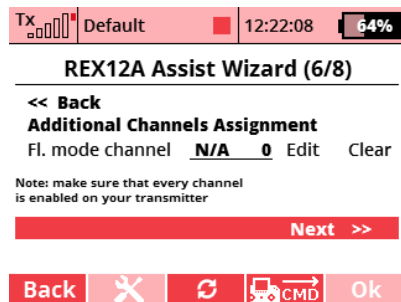 Tx Default 12:22:08 64%
REX12A Assist Wizard (6/8)
<< Back
Additional Channels Assignment
Fl. mode channel N/A 0 Edit Clear
Note: make sure that every channel
is enabled on your transmitter
Next >>
Back CMD Ok